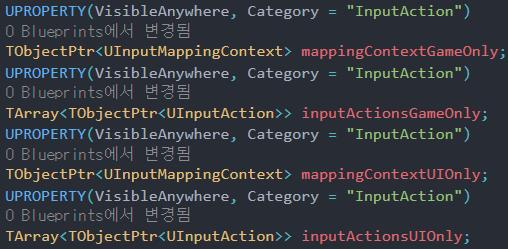 UPROPERTY(VisibleAnywhere, Category = "InputAction")
0 Blueprints에서 변경됨
TObjectPtr<UInputMappingContext> mappingContextGameOnly;
UPROPERTY(VisibleAnywhere, Category = "InputAction")
0 Blueprints에서 변경됨
TArray<TObjectPtr<UInputAction>> inputActionsGameOnly;
UPROPERTY(VisibleAnywhere, Category = "InputAction")
0 Blueprints에서 변경됨
TObjectPtr<UInputMappingContext> mappingContextUIOnly;
UPROPERTY(VisibleAnywhere, Category = "InputAction")
0 Blueprints에서 변경됨
TArray<TObjectPtr<UInputAction>> inputActionsUIOnly;